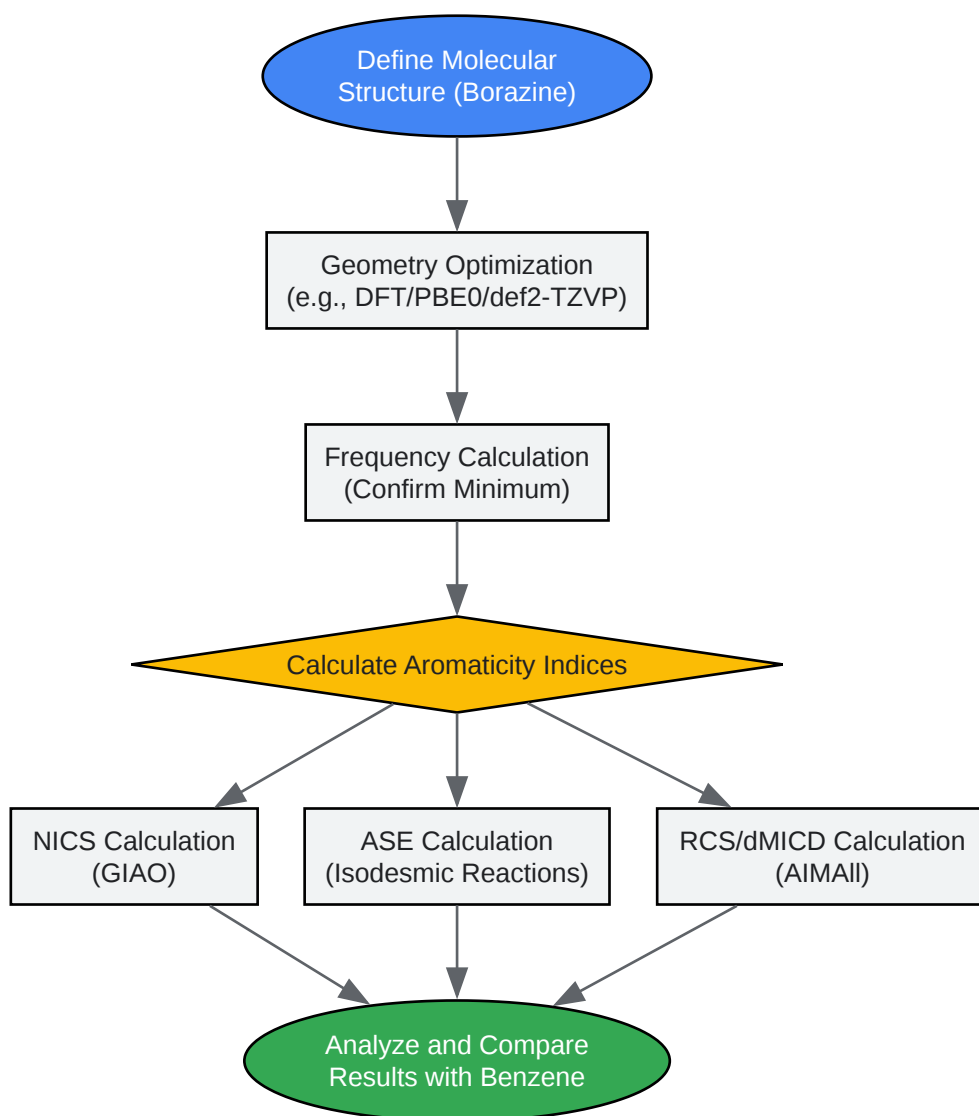 Define Molecular
Structure (Borazine)
Geometry Optimization
(e.g., DFT/PBE0/def2-TZVP)
Frequency Calculation
(Confirm Minimum)
Calculate Aromaticity Indices
NICS Calculation
(GIAO)
ASE Calculation
(Isodesmic Reactions)
RCS/dMICD Calculation
(AIMAll)
Analyze and Compare
Results with Benzene